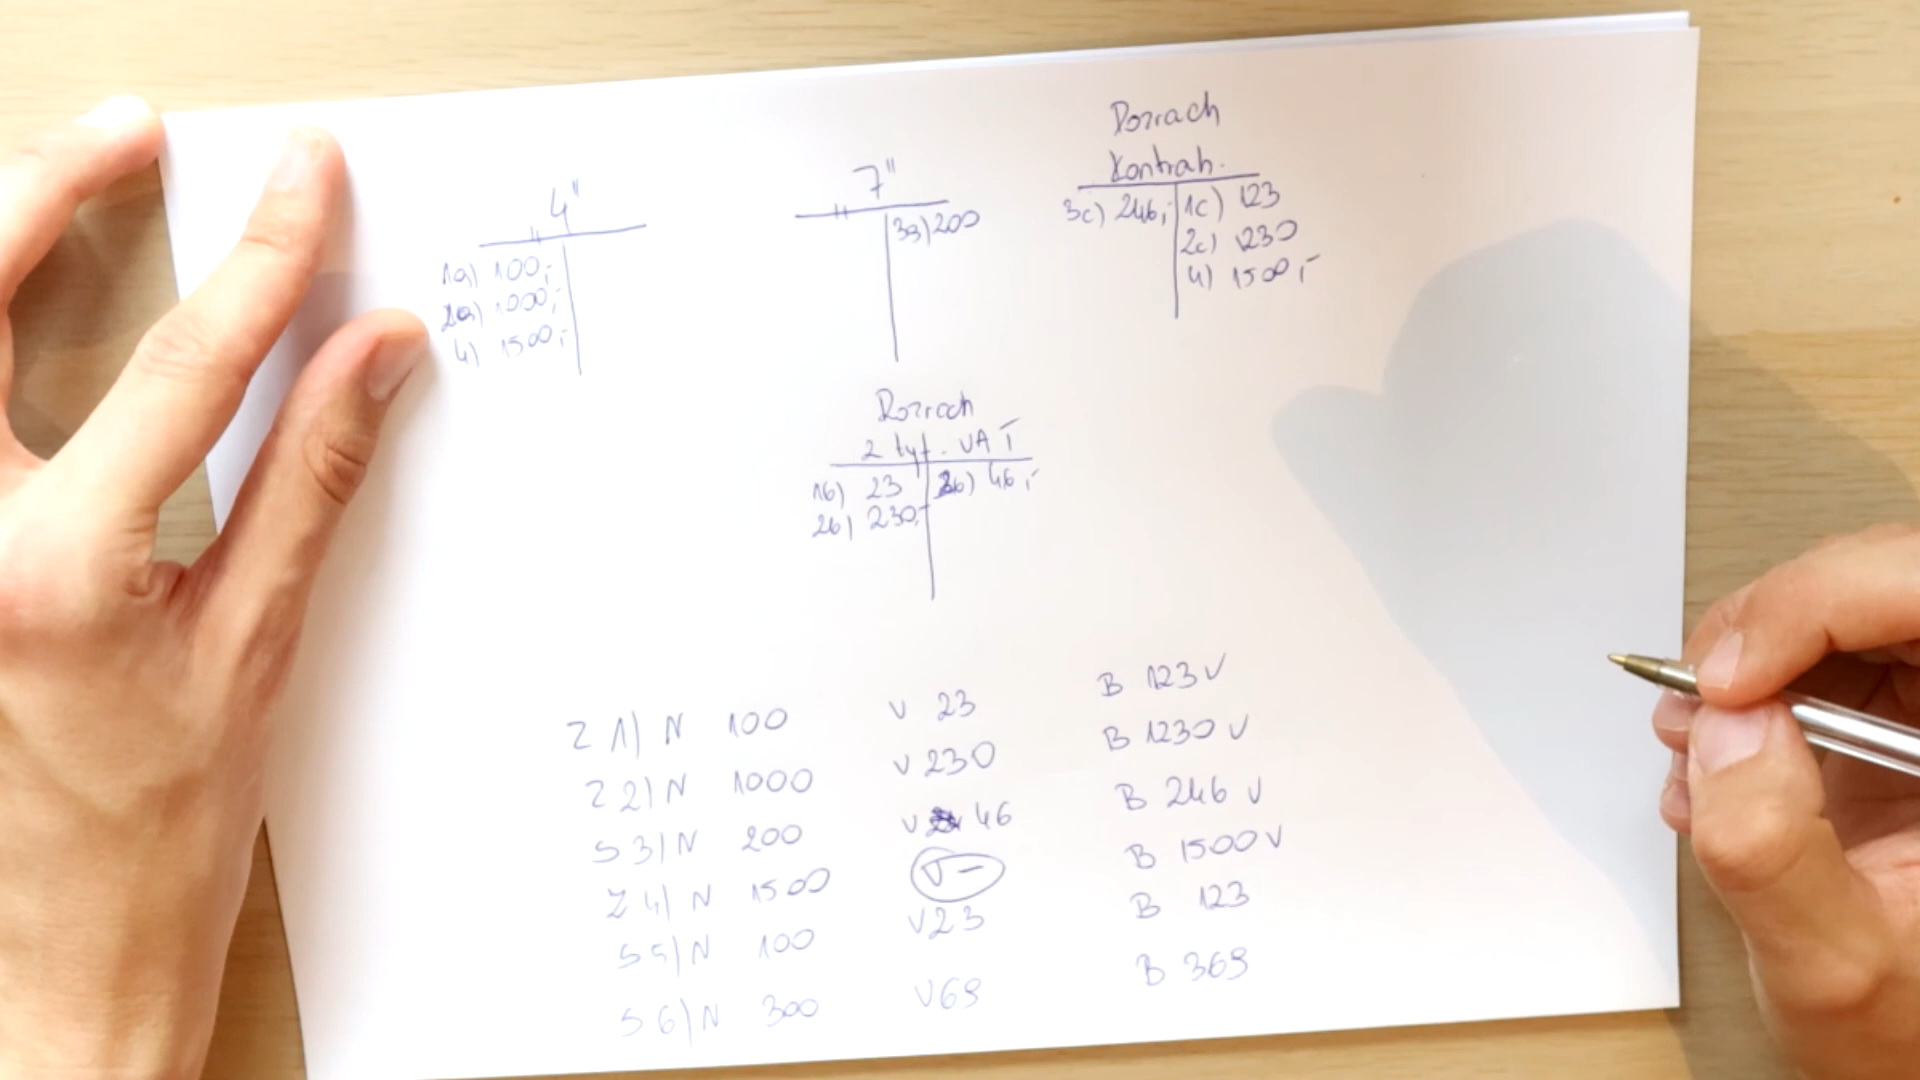 4"
1a) 100,-
2a) 1000,-
4) 1500,-
7"
3a) 200
Rozrach
Kontrah.
3c) 246,- 1c) 123
2c) 1230
4) 1500,-
Rozrach
z tyt. VAT
1b) 23 3b) 46,-
2b) 230,-
Z 1) N 100 V 23 B 123 V
Z 2) N 1000 V 230 B 1230 V
S 3) N 200 V 46 B 246 V
Z 4) N 1500 V — B 1500 V
S 5) N 100 V 23 B 123
S 6) N 300 V 69 B 369